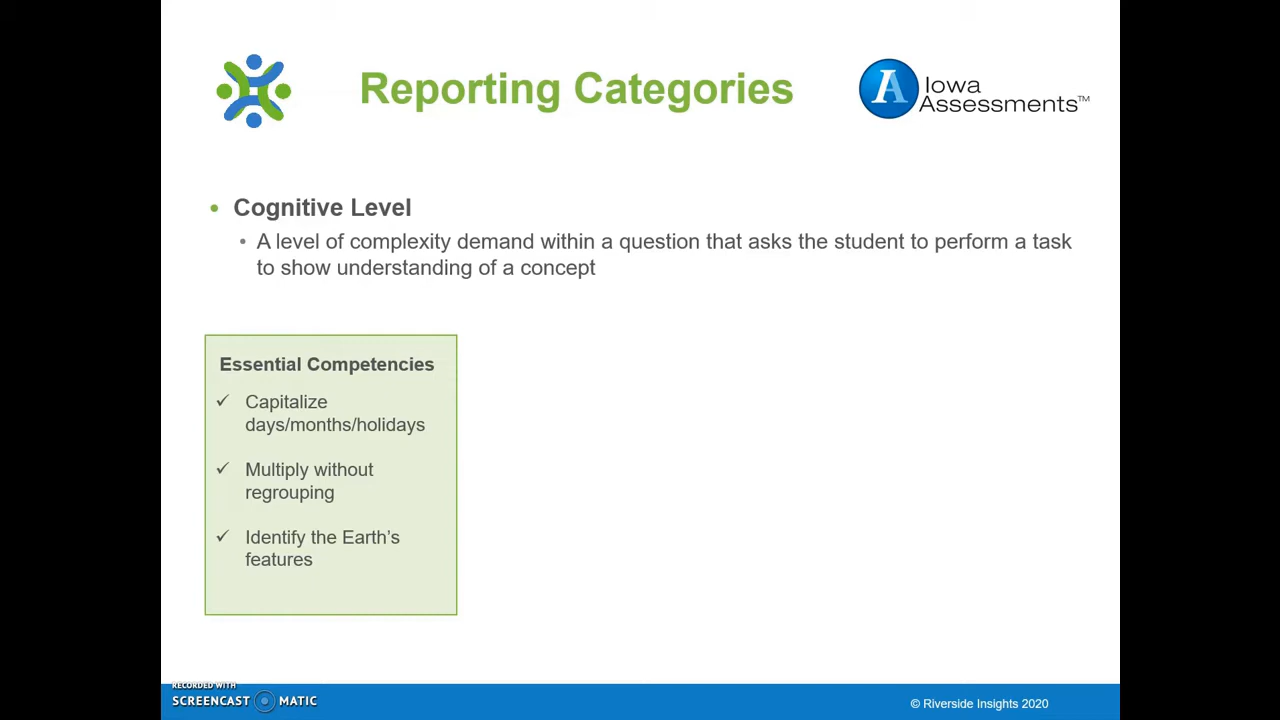 Reporting Categories
A Iowa
Assessments™
• Cognitive Level
• A level of complexity demand within a question that asks the student to perform a task
to show understanding of a concept
Essential Competencies
✓ Capitalize
days/months/holidays
✓ Multiply without
regrouping
✓ Identify the Earth’s
features
RECORDED WITH
SCREENCAST MATIC
© Riverside Insights 2020